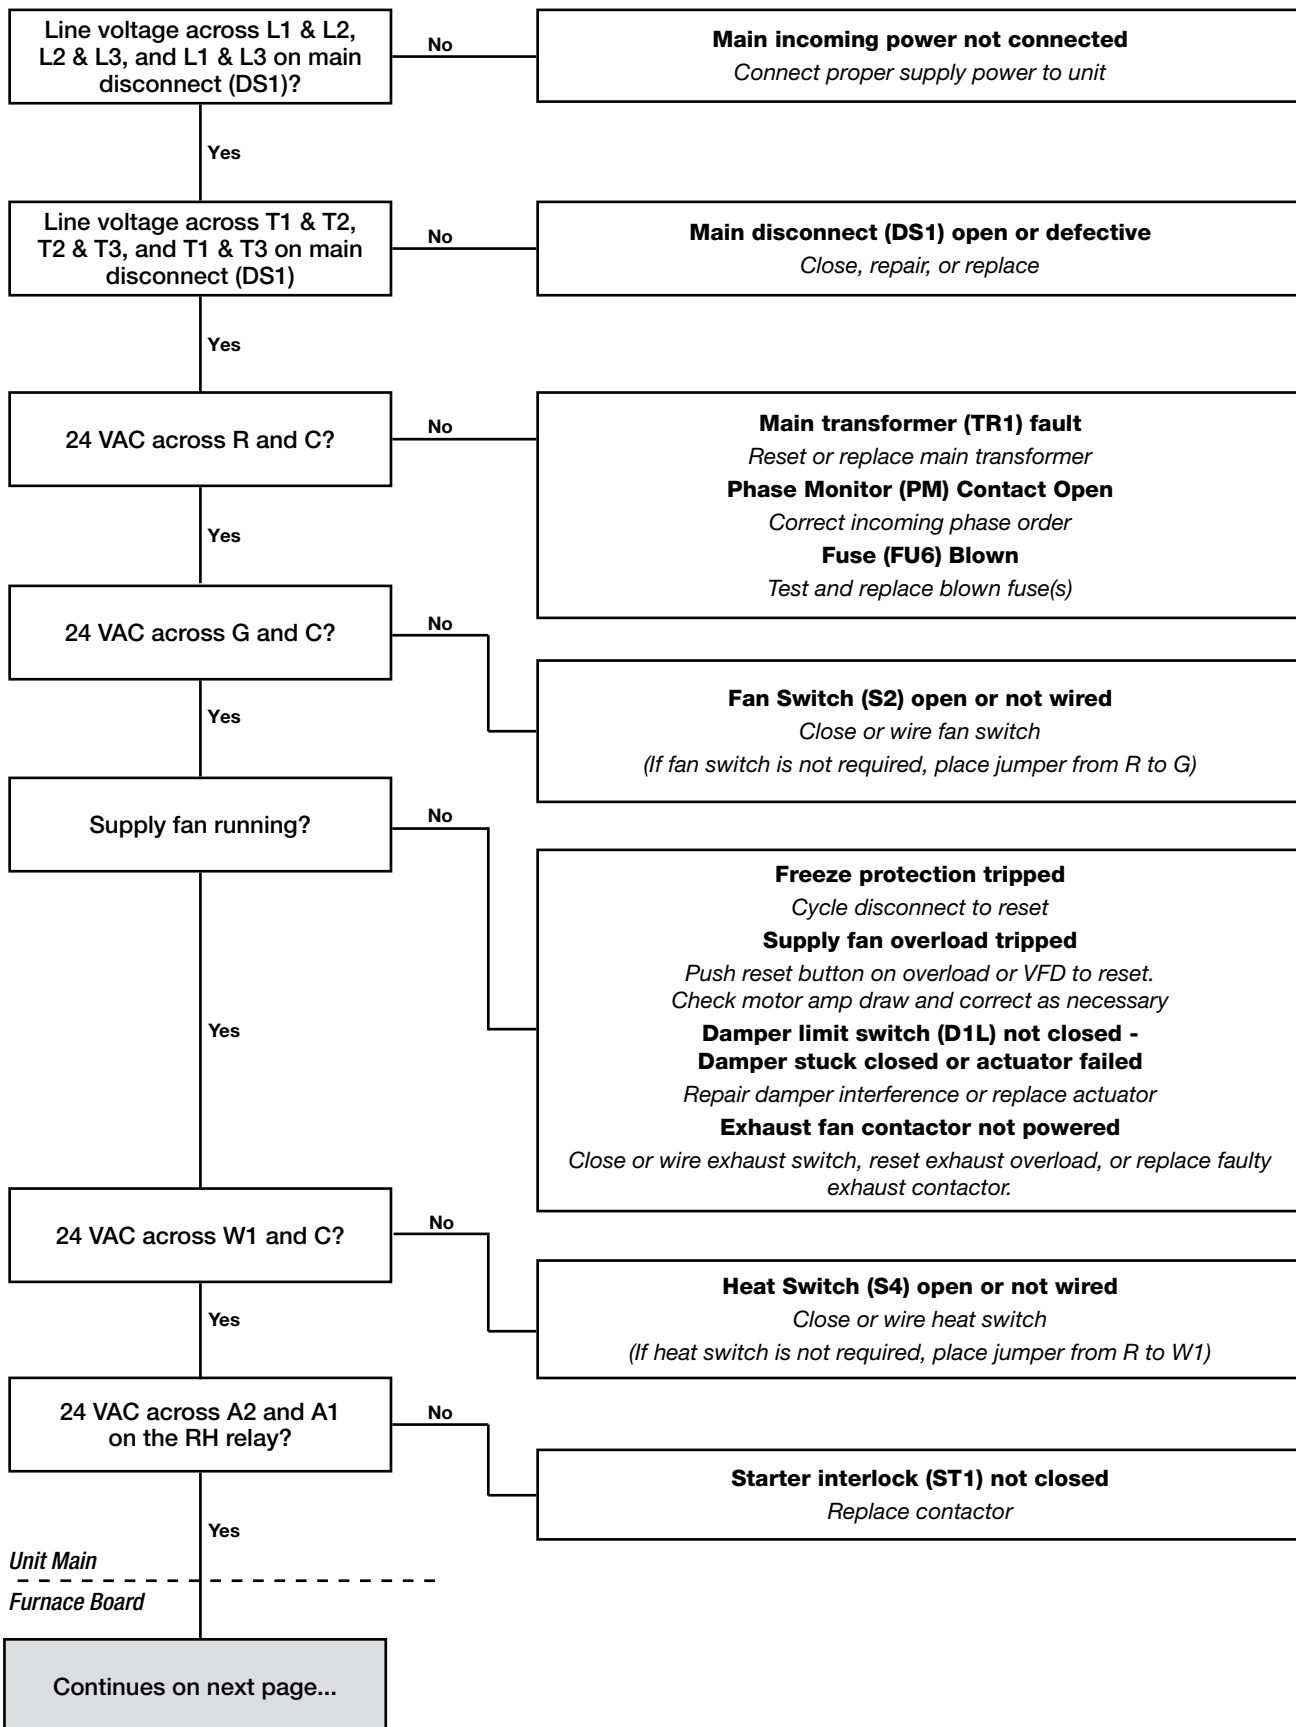 Line voltage across L1 & L2,
L2 & L3, and L1 & L3 on main
disconnect (DS1)?
No
Main incoming power not connected
Connect proper supply power to unit
Yes
Line voltage across T1 & T2,
T2 & T3, and T1 & T3 on main
disconnect (DS1)
No
Main disconnect (DS1) open or defective
Close, repair, or replace
Yes
24 VAC across R and C?
No
Main transformer (TR1) fault
Reset or replace main transformer
Phase Monitor (PM) Contact Open
Correct incoming phase order
Fuse (FU6) Blown
Test and replace blown fuse(s)
Yes
24 VAC across G and C?
No
Fan Switch (S2) open or not wired
Close or wire fan switch
(If fan switch is not required, place jumper from R to G)
Yes
Supply fan running?
No
Freeze protection tripped
Cycle disconnect to reset
Supply fan overload tripped
Push reset button on overload or VFD to reset.
Check motor amp draw and correct as necessary
Damper limit switch (D1L) not closed -
Damper stuck closed or actuator failed
Repair damper interference or replace actuator
Exhaust fan contactor not powered
Close or wire exhaust switch, reset exhaust overload, or replace faulty
exhaust contactor.
Yes
24 VAC across W1 and C?
No
Heat Switch (S4) open or not wired
Close or wire heat switch
(If heat switch is not required, place jumper from R to W1)
Yes
24 VAC across A2 and A1
on the RH relay?
No
Starter interlock (ST1) not closed
Replace contactor
Yes
Unit Main
Furnace Board
Continues on next page...